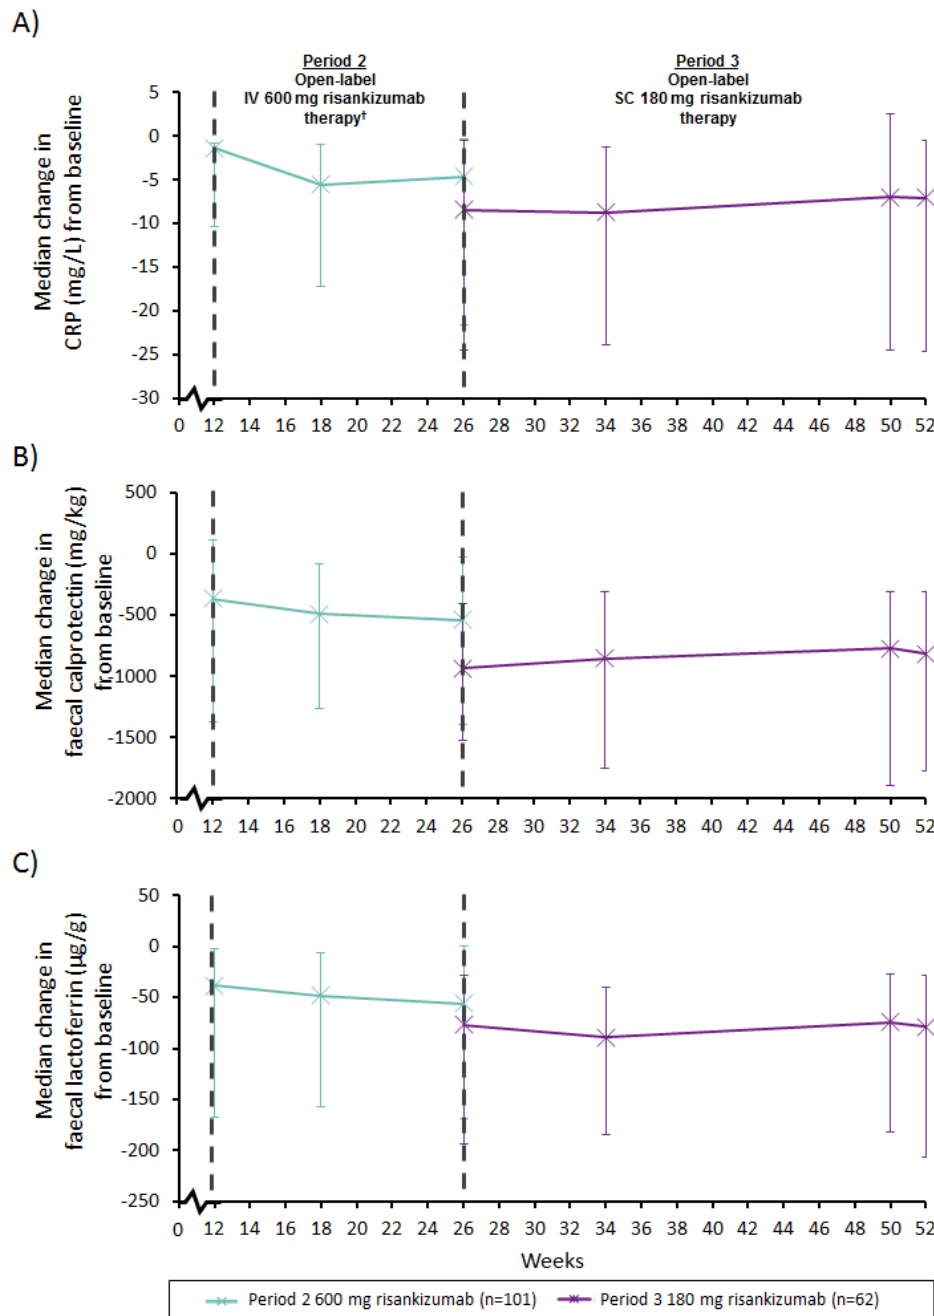 A)
Period 2
Open-label
IV 600 mg risankizumab
therapy†
Period 3
Open-label
SC 180 mg risankizumab
therapy
Median change in
CRP (mg/L) from baseline
5
0
-5
-10
-15
-20
-25
-30
0 12 14 16 18 20 22 24 26 28 30 32 34 36 38 40 42 44 46 48 50 52
B)
Median change in
faecal calprotectin (mg/kg)
from baseline
500
0
-500
-1000
-1500
-2000
0 12 14 16 18 20 22 24 26 28 30 32 34 36 38 40 42 44 46 48 50 52
C)
Median change in
faecal lactoferrin (µg/g)
from baseline
50
0
-50
-100
-150
-200
-250
0 12 14 16 18 20 22 24 26 28 30 32 34 36 38 40 42 44 46 48 50 52
Weeks
Period 2 600 mg risankizumab (n=101) Period 3 180 mg risankizumab (n=62)